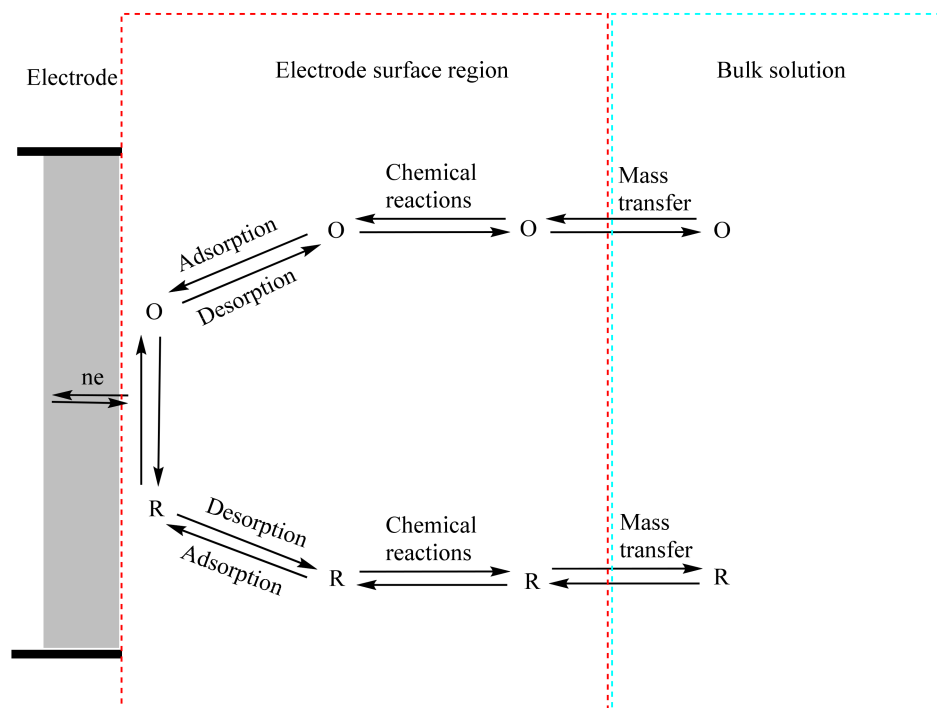 Electrode
Electrode surface region
Bulk solution
Chemical
reactions
Mass
transfer
O
O
O
Adsorption
Desorption
O
ne
R
Desorption
Adsorption
Chemical
reactions
Mass
transfer
R
R
R